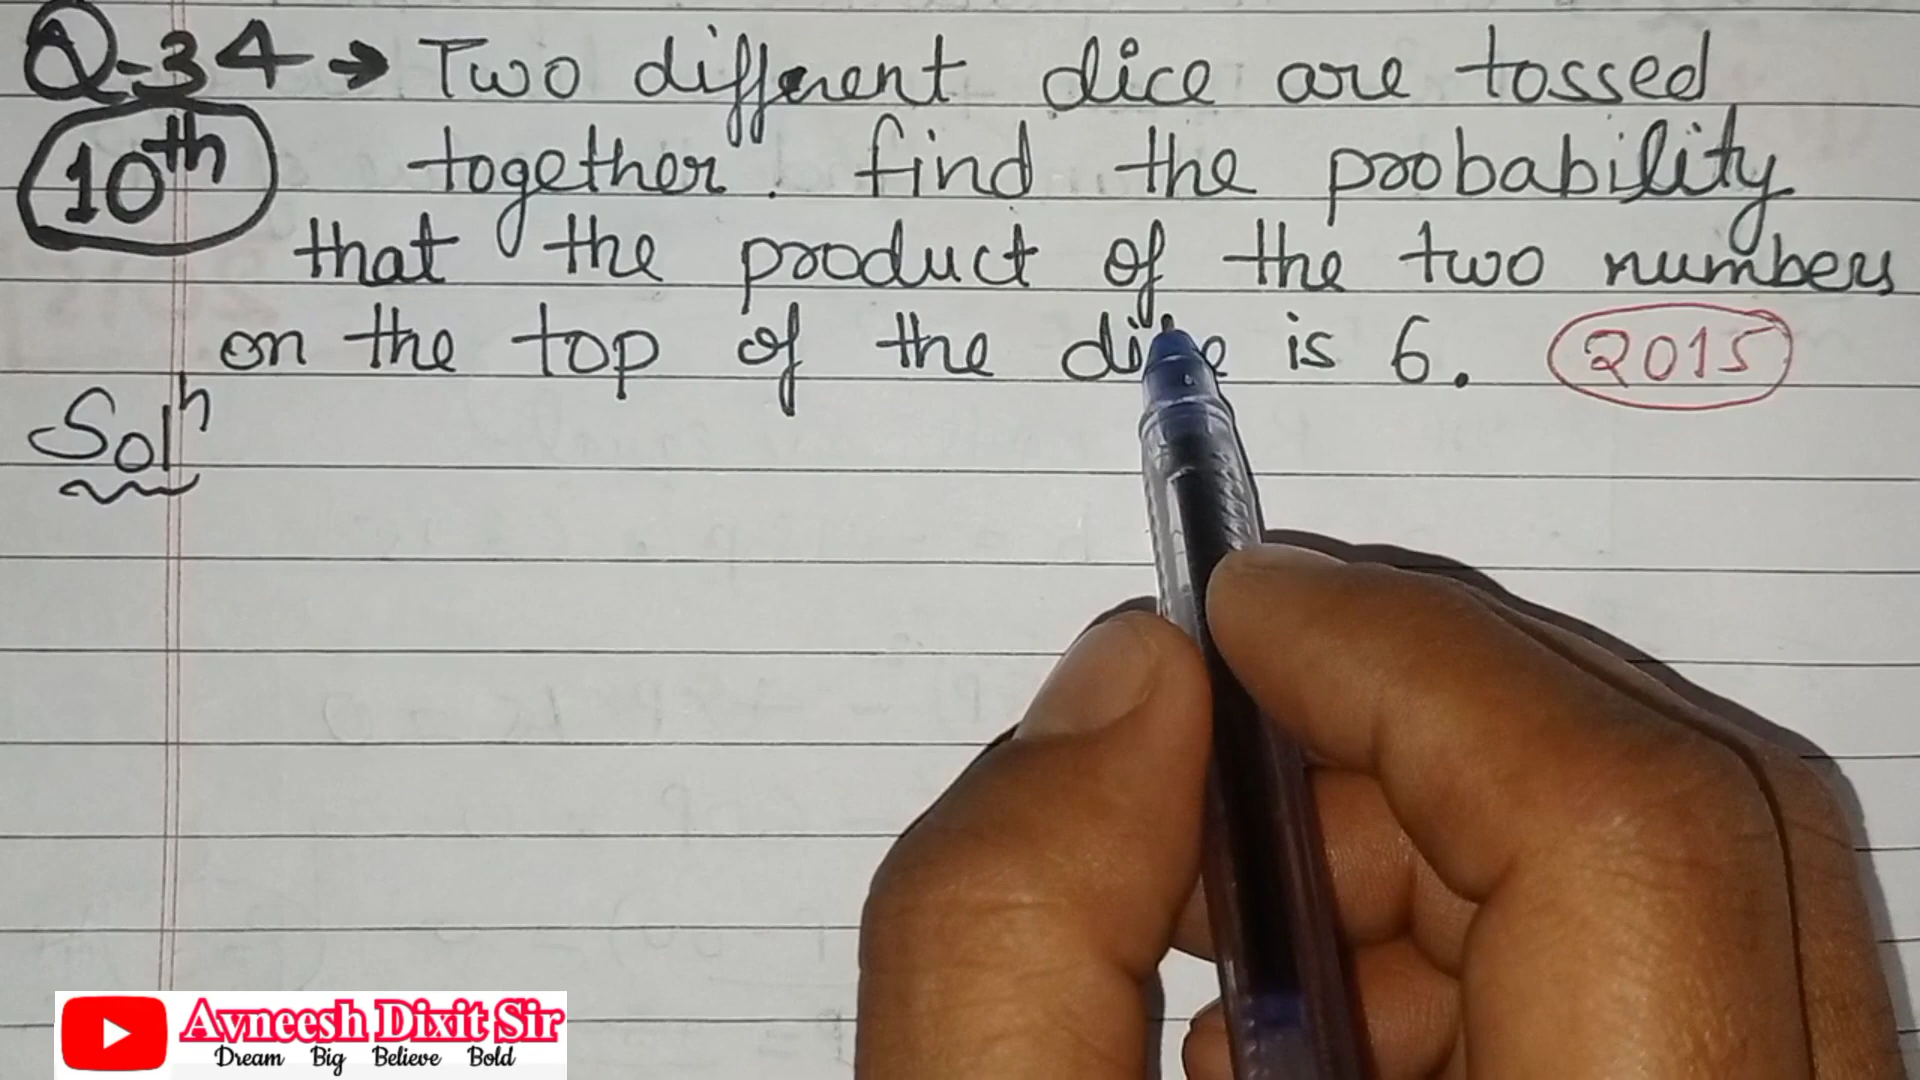 Q-34 → Two different dice are tossed
10th together. find the probability
that the product of the two numbers
on the top of the dice is 6. 2015
Solⁿ
Avneesh Dixit Sir
Dream Big Believe Bold